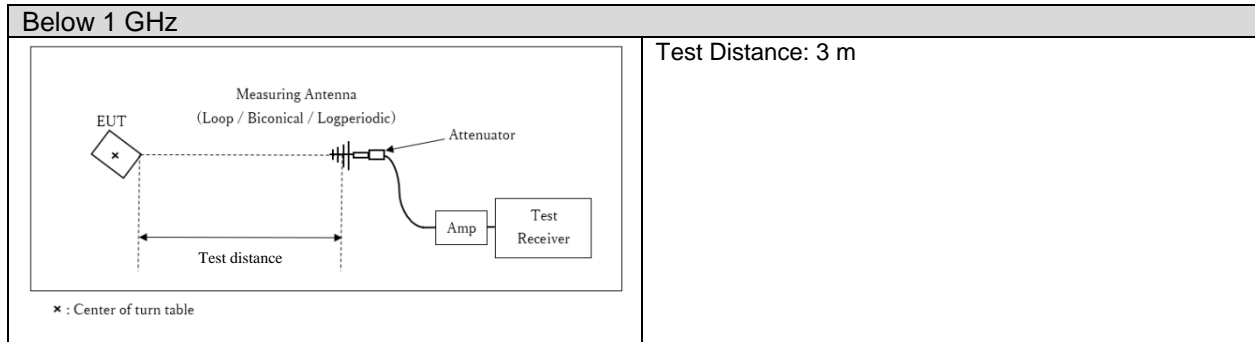 Below 1 GHz
Test Distance: 3 m
Measuring Antenna
(Loop / Biconical / Logperiodic)
EUT
Attenuator
Test
Receiver
Amp
Test distance
× : Center of turn table